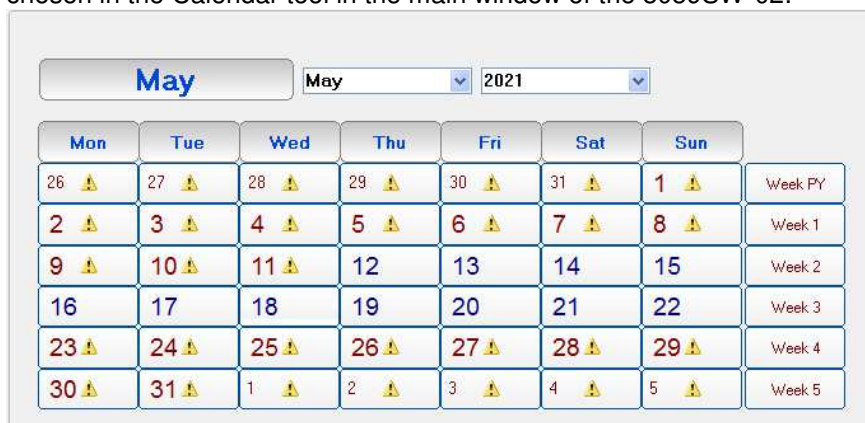 chosen in the Calendar tool in the main window of the
May May 2021
Mon Tue Wed Thu Fri Sat Sun
26 27 28 29 30 31 1 Week PY
2 3 4 5 6 7 8 Week 1
9 10 11 12 13 14 15 Week 2
16 17 18 19 20 21 22 Week 3
23 24 25 26 27 28 29 Week 4
30 31 1 2 3 4 5 Week 5